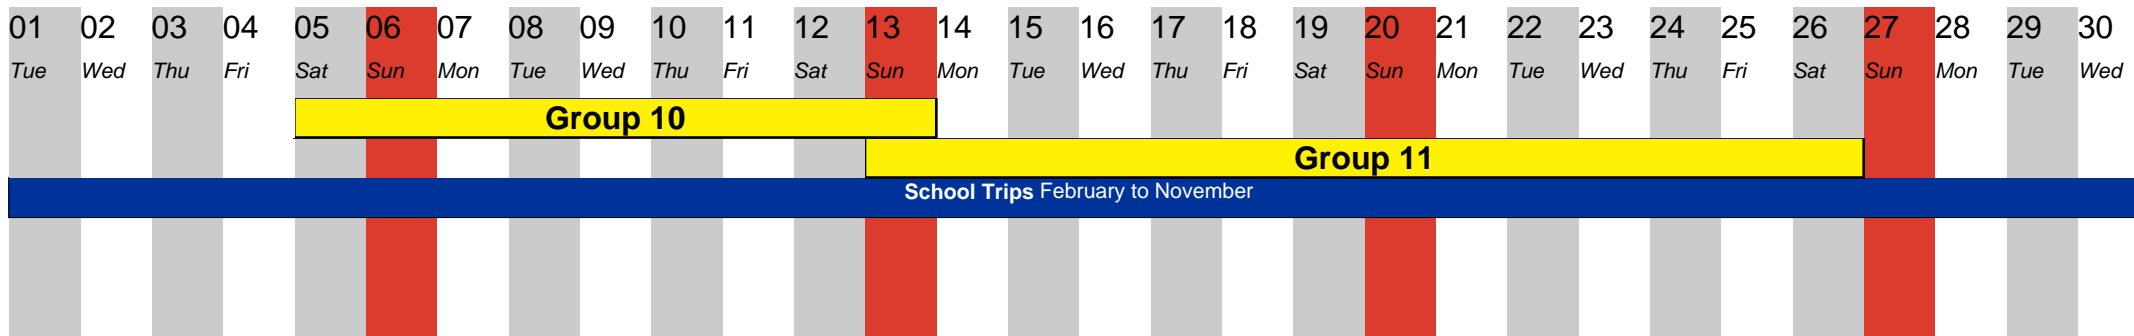 01 02 03 04 05 06 07 08 09 10 11 12 13 14 15 16 17 18 19 20 21 22 23 24 25 26 27 28 29 30
Tue Wed Thu Fri Sat Sun Mon Tue Wed Thu Fri Sat Sun Mon Tue Wed Thu Fri Sat Sun Mon Tue Wed Thu Fri Sat Sun Mon Tue Wed
Group 10
Group 11
School Trips February to November